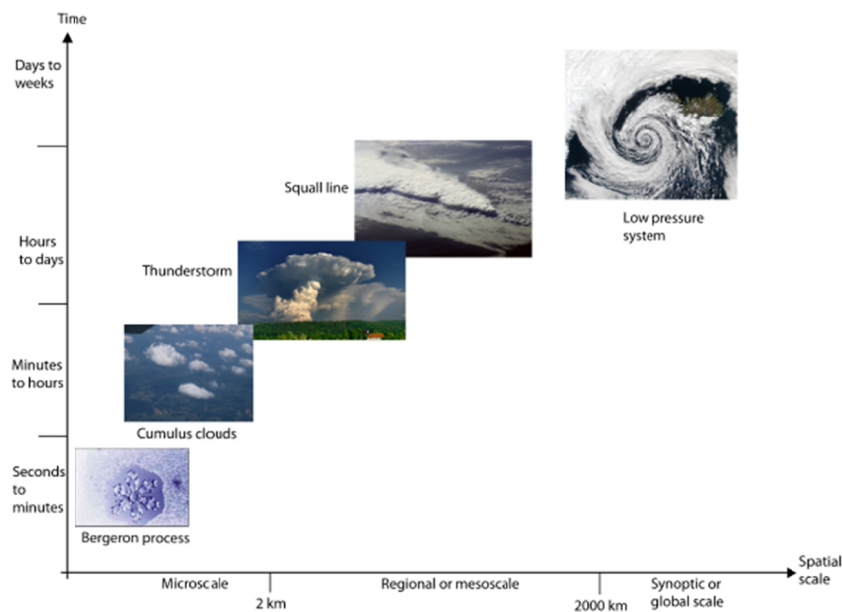 Time
Days to
weeks
Squall line
Low pressure
system
Hours
to days
Thunderstorm
Minutes
to hours
Cumulus clouds
Seconds
to
minutes
Bergeron process
Spatial
scale
Microscale
Regional or mesoscale
Synoptic or
global scale
2 km
2000 km